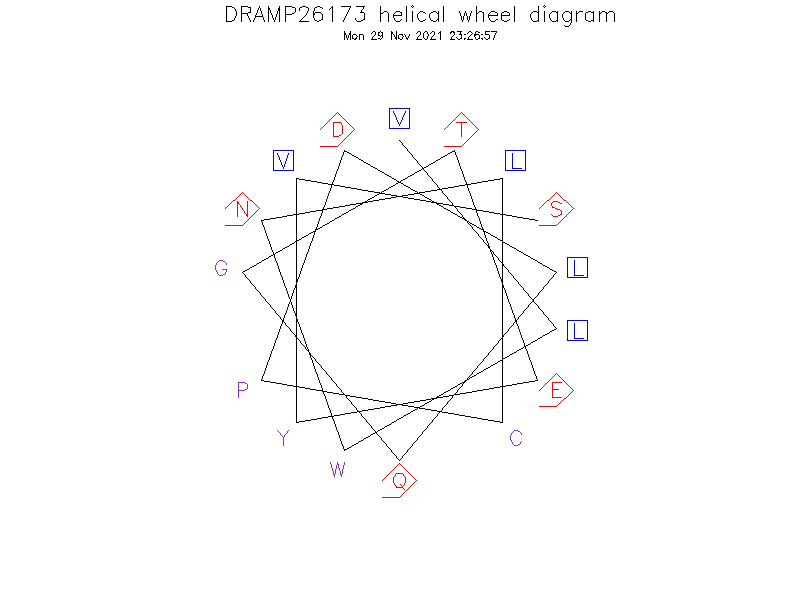 DRAMP26173 helical wheel diagram
Mon 29 Nov 2021 23:26:57
V
D T
V L
N S
G L
L
P E
Y C
W
Q